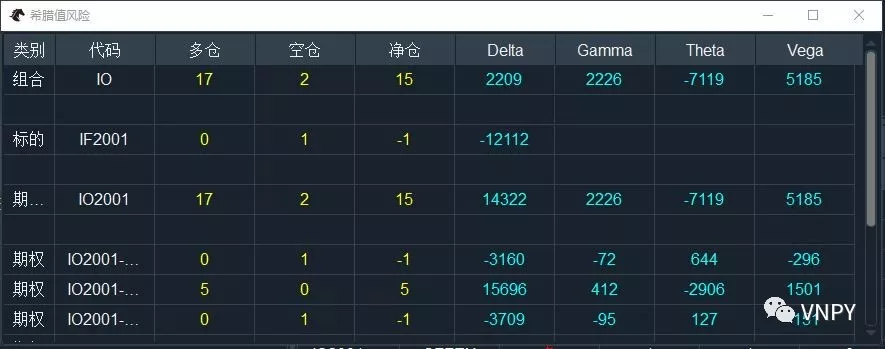 希腊值风险
类别 代码 多仓 空仓 净仓 Delta Gamma Theta Vega
组合 IO 17 2 15 2209 2226 -7119 5185
标的 IF2001 0 1 -1 -12112
期... IO2001 17 2 15 14322 2226 -7119 5185
期权 IO2001-... 0 1 -1 -3160 -72 644 -296
期权 IO2001-... 5 0 5 15696 412 -2906 1501
期权 IO2001-... 0 1 -1 -3709 -95 127
VNPY